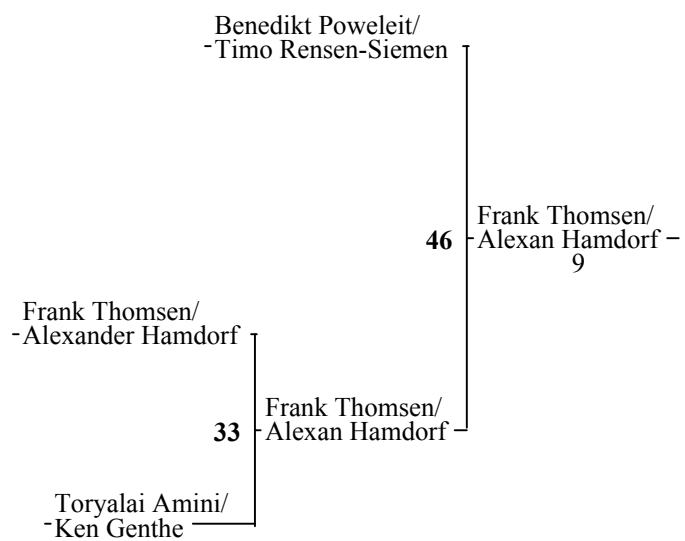 Benedikt Poweleit/
Timo Rensen-Siemen
46
Frank Thomsen/
Alexan Hamdorf
9
Frank Thomsen/
Alexander Hamdorf
33
Frank Thomsen/
Alexan Hamdorf
Toryalai Amini/
Ken Genthe